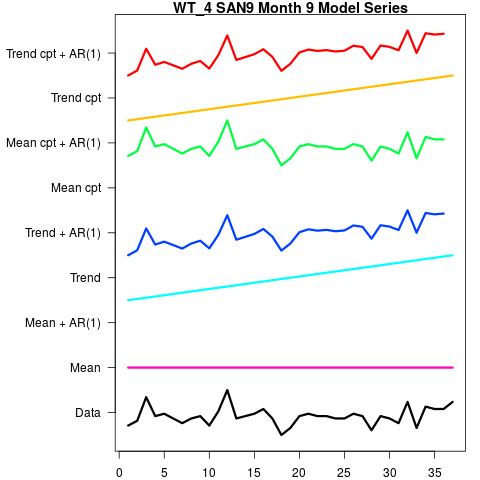 WT_4 SAN9 Month 9 Model Series
Trend cpt + AR(1)
Trend cpt
Mean cpt + AR(1)
Mean cpt
Trend + AR(1)
Trend
Mean + AR(1)
Mean
Data
0 5 10 15 20 25 30 35